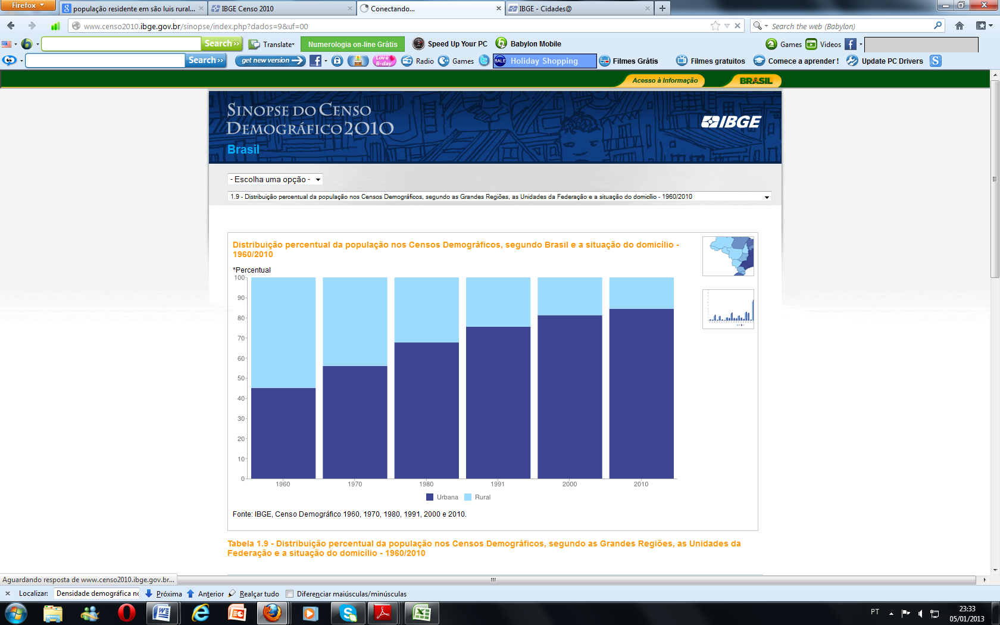 Firefox
população residente em são luis rural...
IBGE Censo 2010
Conectando...
IBGE - Cidades@
www.censo2010.ibge.gov.br/sinopse/index.php?dados=9&uf=00
Search the web (Babylon)
Search >>
Translate
Numerologia on-line Grátis
Speed Up Your PC
Babylon Mobile
Games
Videos
Search >>
get new version
Love B-day
Radio
Games
SALE
Holiday Shopping
Filmes Grátis
Filmes gratuitos
Comece a aprender !
Update PC Drivers
Acesso à Informação
BRASIL
SINOPSE DO CENSO
DEMOGRÁFICO 2010
IBGE
Brasil
- Escolha uma opção -
1.9 - Distribuição percentual da população nos Censos Demográficos, segundo as Grandes Regiões, as Unidades da Federação e a situação do domicílio - 1960/2010
Distribuição percentual da população nos Censos Demográficos, segundo Brasil e a situação do domicílio -
1960/2010
*Percentual
100
90
80
70
60
50
40
30
20
10
0
1960
1970
1980
1991
2000
2010
Urbana
Rural
Fonte: IBGE, Censo Demográfico 1960, 1970, 1980, 1991, 2000 e 2010.
Tabela 1.9 - Distribuição percentual da população nos Censos Demográficos, segundo as Grandes Regiões, as Unidades da
Federação e a situação do domicílio - 1960/2010
Aguardando resposta de www.censo2010.ibge.gov.br...
Localizar:
Densidade demográfica no
Próxima
Anterior
Realçar tudo
Diferenciar maiúsculas/minúsculas
PT
23:33
05/01/2013